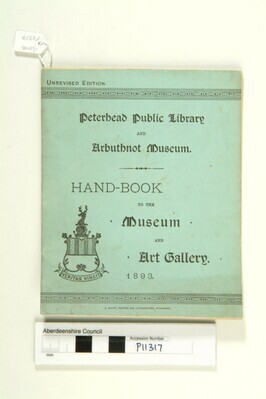 UNREVISED EDITION
Peterhead Public Library
AND
Arbuthnot Museum.
HAND-BOOK
TO THE
Museum
AND
Art Gallery.
1893.
Aberdeenshire Council
Accession Number
P11317